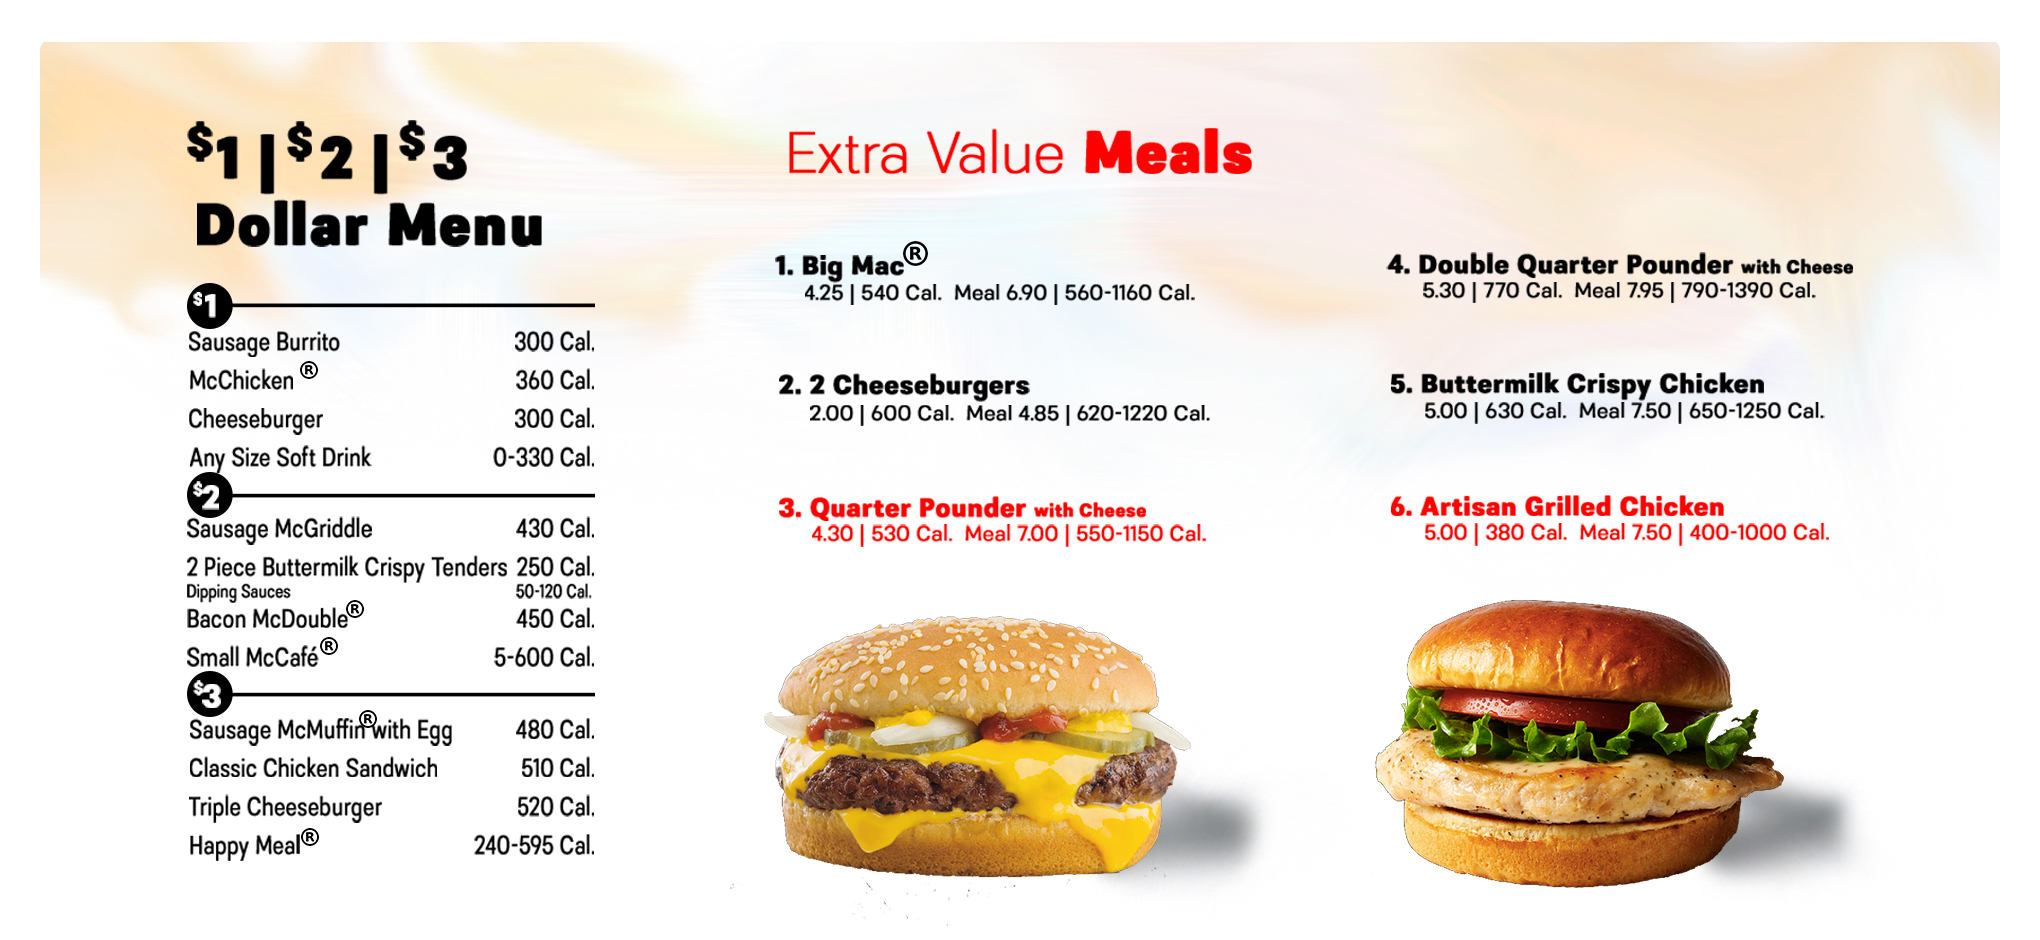 $1 | $2 | $3
Dollar Menu
$1
Sausage Burrito 300 Cal.
McChicken ® 360 Cal.
Cheeseburger 300 Cal.
Any Size Soft Drink 0-330 Cal.
$2
Sausage McGriddle 430 Cal.
2 Piece Buttermilk Crispy Tenders 250 Cal.
Dipping Sauces 50-120 Cal.
Bacon McDouble® 450 Cal.
Small McCafé® 5-600 Cal.
$3
Sausage McMuffin® with Egg 480 Cal.
Classic Chicken Sandwich 510 Cal.
Triple Cheeseburger 520 Cal.
Happy Meal® 240-595 Cal.
Extra Value Meals
1. Big Mac®
4.25 | 540 Cal. Meal 6.90 | 560-1160 Cal.
2. 2 Cheeseburgers
2.00 | 600 Cal. Meal 4.85 | 620-1220 Cal.
3. Quarter Pounder with Cheese
4.30 | 530 Cal. Meal 7.00 | 550-1150 Cal.
4. Double Quarter Pounder with Cheese
5.30 | 770 Cal. Meal 7.95 | 790-1390 Cal.
5. Buttermilk Crispy Chicken
5.00 | 630 Cal. Meal 7.50 | 650-1250 Cal.
6. Artisan Grilled Chicken
5.00 | 380 Cal. Meal 7.50 | 400-1000 Cal.